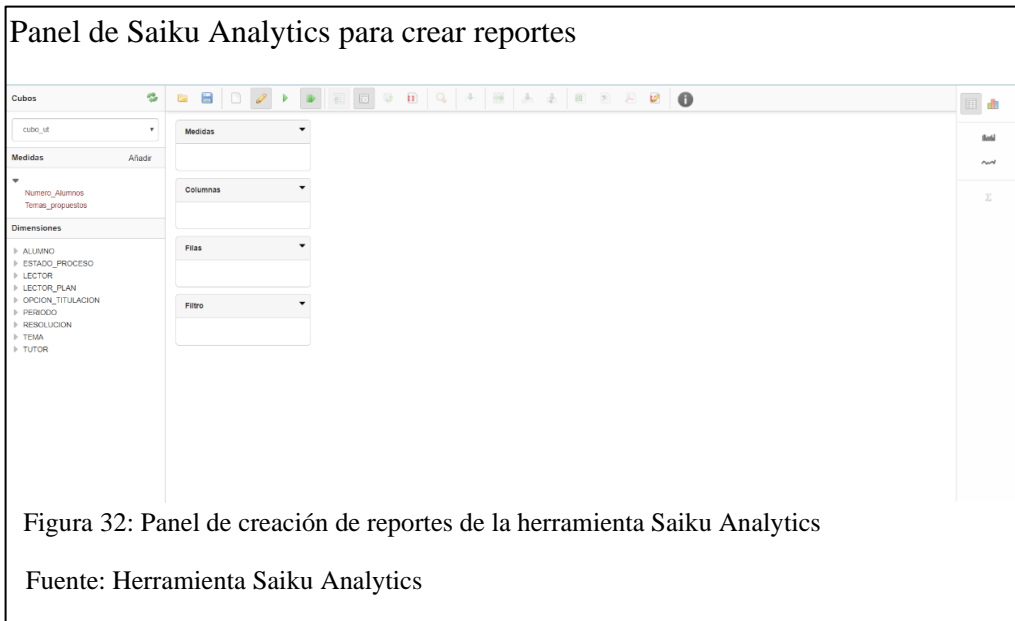 Panel de Saiku Analytics para crear reportes
Cubos
cubo_ut
Medidas Añadir
Numero_Alumnos
Temas_propuestos
Dimensiones
ALUMNO
ESTADO_PROCESO
LECTOR
LECTOR_PLAN
OPCION_TITULACION
PERIODO
RESOLUCION
TEMA
TUTOR
Medidas
Columnas
Filas
Filtro
Figura 32: Panel de creación de reportes de la herramienta Saiku Analytics
Fuente: Herramienta Saiku Analytics